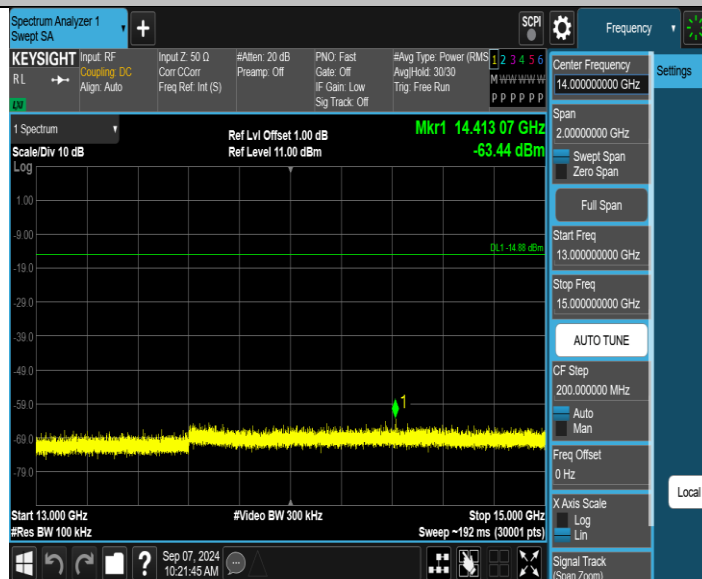 Spectrum Analyzer 1
Swept SA
SCPI
Frequency
KEYSIGHT
RL
Input: RF
Coupling: DC
Align: Auto
Input Z: 50 Ω
Corr CCorr
Freq Ref: Int (S)
#Atten: 20 dB
Preamp: Off
PNO: Fast
Gate: Off
IF Gain: Low
Sig Track: Off
#Avg Type: Power (RMS
Avg|Hold: 30/30
Trig: Free Run
1 2 3 4 5 6
M W W W W W
P P P P P P
1 Spectrum
Scale/Div 10 dB
Ref Lvl Offset 1.00 dB
Ref Level 11.00 dBm
Mkr1 14.413 07 GHz
-63.44 dBm
Log
1.00
-9.00
DL1 -14.88 dBm
-19.0
-29.0
-39.0
-49.0
-59.0
1
-69.0
-79.0
Start 13.000 GHz
#Res BW 100 kHz
#Video BW 300 kHz
Stop 15.000 GHz
Sweep ~192 ms (30001 pts)
Sep 07, 2024
10:21:45 AM
?
Center Frequency
14.000000000 GHz
Settings
Span
2.00000000 GHz
Swept Span
Zero Span
Full Span
Start Freq
13.000000000 GHz
Stop Freq
15.000000000 GHz
AUTO TUNE
CF Step
200.000000 MHz
Auto
Man
Freq Offset
0 Hz
X Axis Scale
Log
Lin
Local
Signal Track
(Span Zoom)